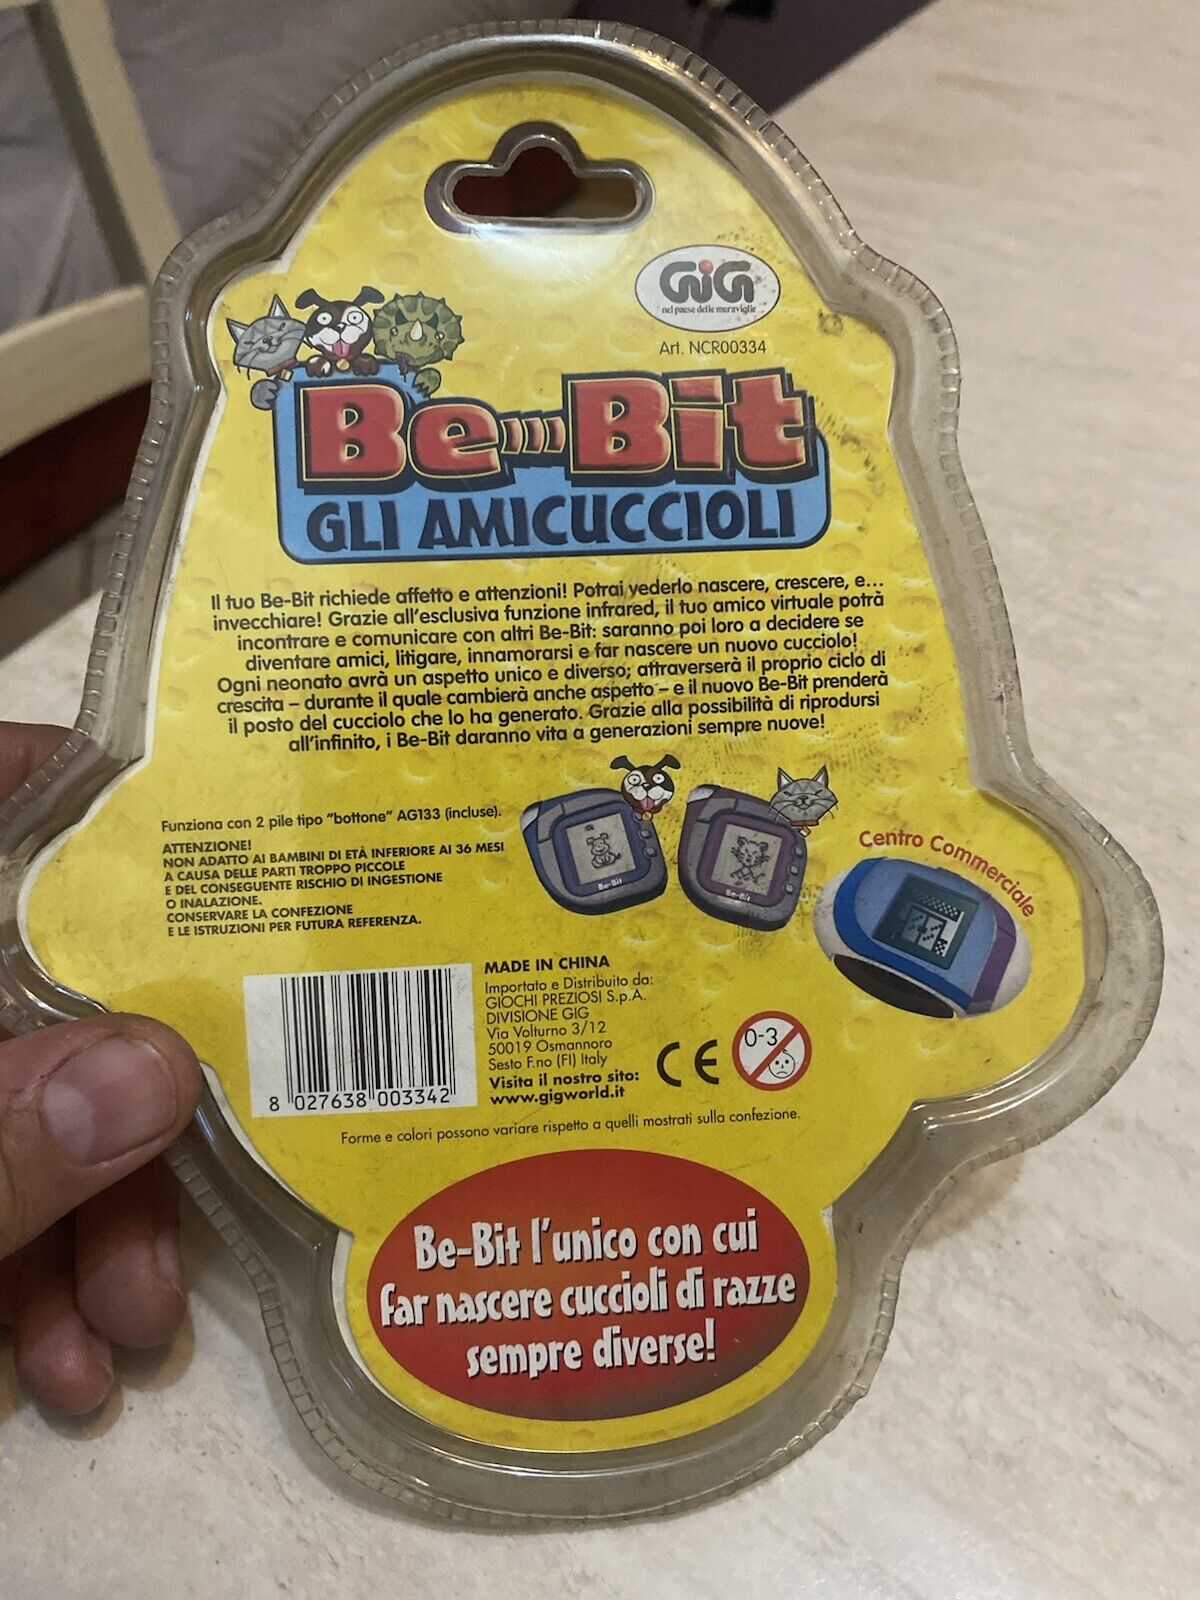 GiG
nel paese delle meraviglie
Art. NCR00334
Be-Bit
GLI AMICUCCIOLI
Il tuo Be-Bit richiede affetto e attenzioni! Potrai vederlo nascere, crescere, e...
invecchiare! Grazie all'esclusiva funzione infrared, il tuo amico virtuale potrà
incontrare e comunicare con altri Be-Bit: saranno poi loro a decidere se
diventare amici, litigare, innamorarsi e far nascere un nuovo cucciolo!
Ogni neonato avrà un aspetto unico e diverso; attraverserà il proprio ciclo di
crescita – durante il quale cambierà anche aspetto – e il nuovo Be-Bit prenderà
il posto del cucciolo che lo ha generato. Grazie alla possibilità di riprodursi
all'infinito, i Be-Bit daranno vita a generazioni sempre nuove!
Funziona con 2 pile tipo "bottone" AG133 (incluse).
ATTENZIONE!
NON ADATTO AI BAMBINI DI ETÀ INFERIORE AI 36 MESI
A CAUSA DELLE PARTI TROPPO PICCOLE
E DEL CONSEGUENTE RISCHIO DI INGESTIONE
O INALAZIONE.
CONSERVARE LA CONFEZIONE
E LE ISTRUZIONI PER FUTURA REFERENZA.
Be-Bit
Be-Bit
Centro Commerciale
MADE IN CHINA
Importato e Distribuito da:
GIOCHI PREZIOSI S.p.A.
DIVISIONE GIG
Via Volturno 3/12
50019 Osmannoro
Sesto F.no (FI) Italy
Visita il nostro sito:
www.gigworld.it
CE
0-3
8 027638 003342
Forme e colori possono variare rispetto a quelli mostrati sulla confezione.
Be-Bit l'unico con cui
far nascere cuccioli di razze
sempre diverse!